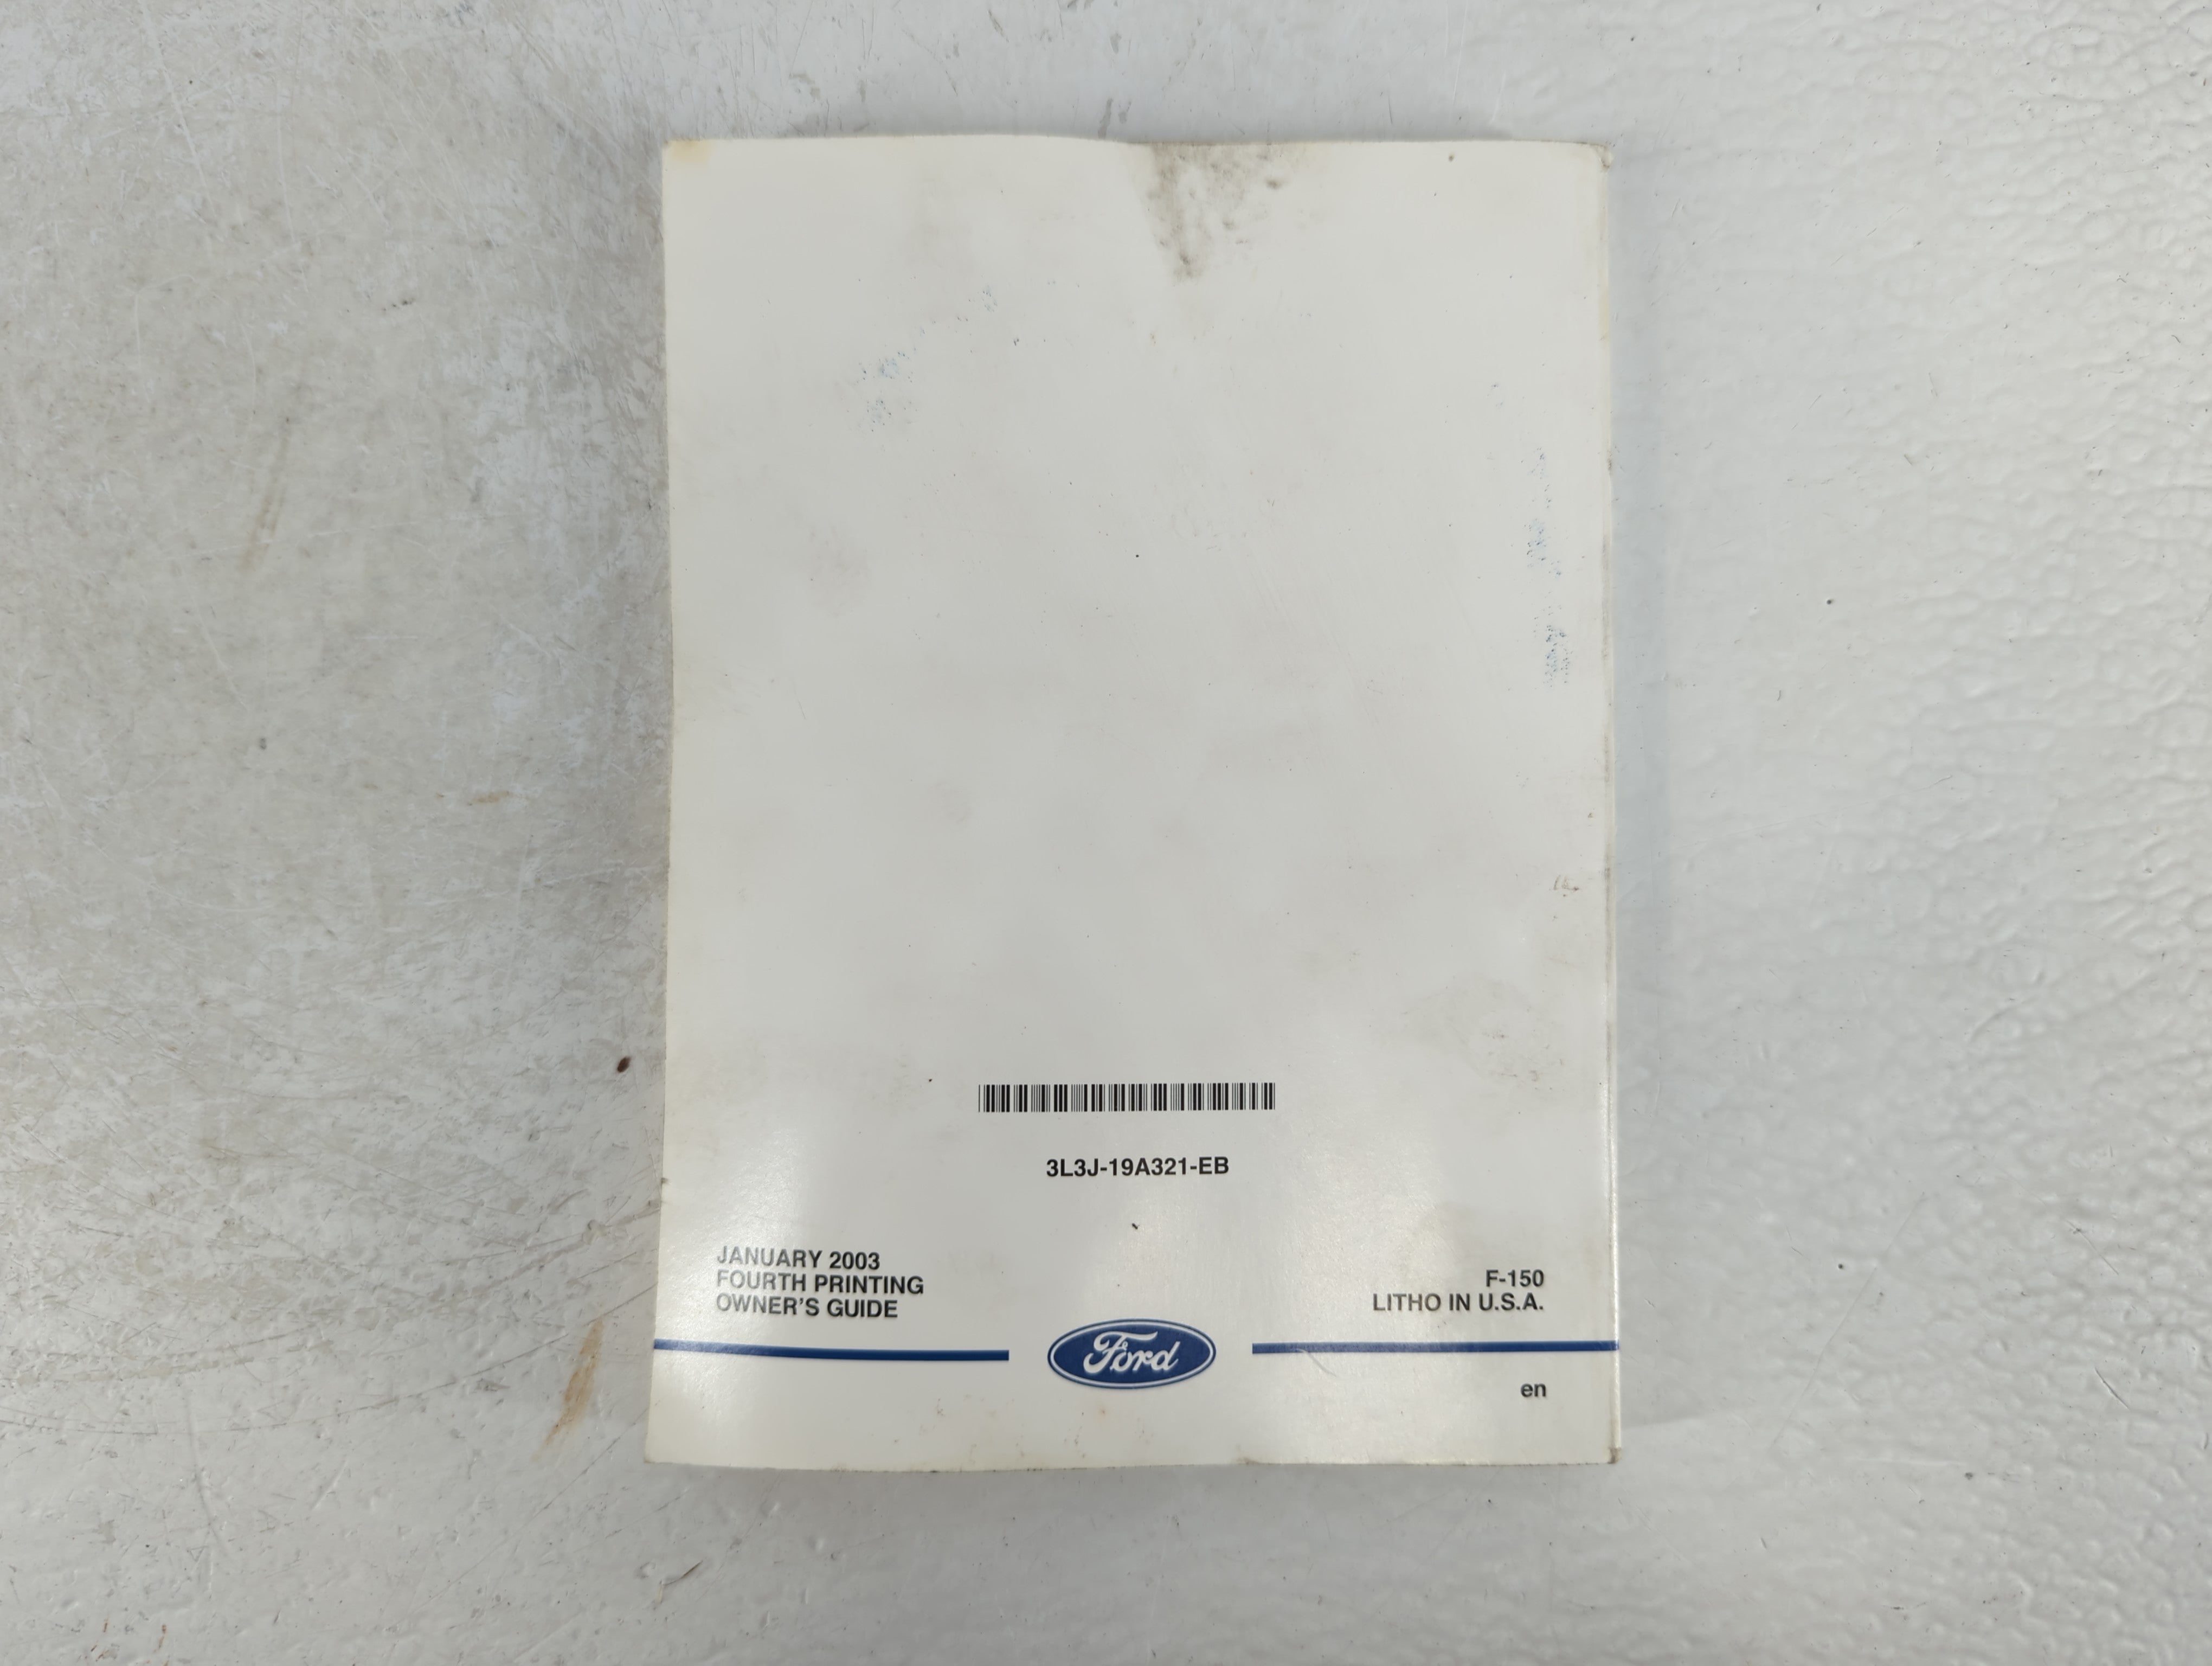 3L3J-19A321-EB
JANUARY 2003
FOURTH PRINTING
OWNER'S GUIDE
F-150
LITHO IN U.S.A.
Ford
en